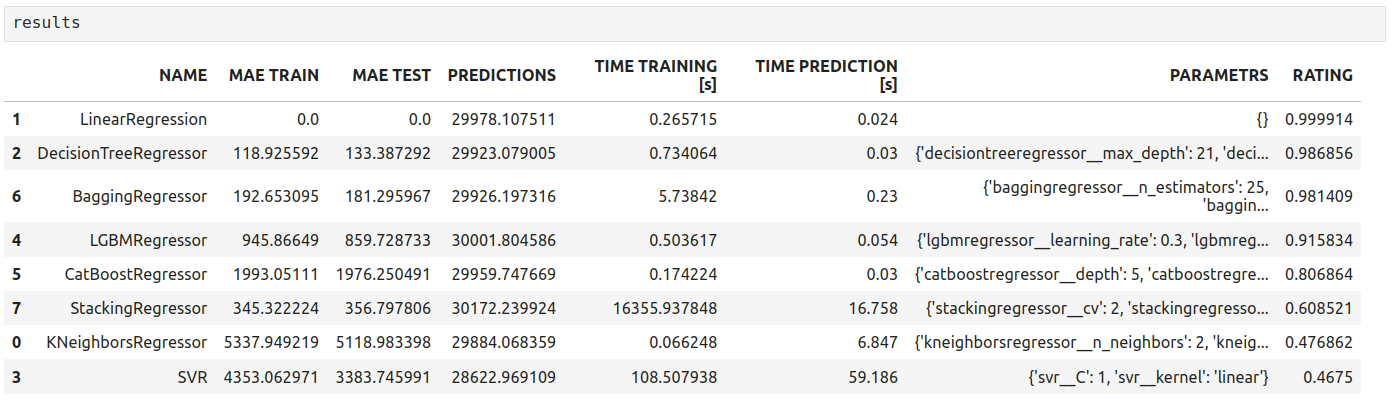 results
NAME MAE TRAIN MAE TEST PREDICTIONS TIME TRAINING [s] TIME PREDICTION [s] PARAMETRS RATING
1 LinearRegression 0.0 0.0 29978.107511 0.265715 0.024 {} 0.999914
2 DecisionTreeRegressor 118.925592 133.387292 29923.079005 0.734064 0.03 {'decisiontreeregressor__max_depth': 21, 'deci... 0.986856
6 BaggingRegressor 192.653095 181.295967 29926.197316 5.73842 0.23 {'baggingregressor__n_estimators': 25, 'baggin... 0.981409
4 LGBMRegressor 945.86649 859.728733 30001.804586 0.503617 0.054 {'lgbmregressor__learning_rate': 0.3, 'lgbmreg... 0.915834
5 CatBoostRegressor 1993.05111 1976.250491 29959.747669 0.174224 0.03 {'catboostregressor__depth': 5, 'catboostregre... 0.806864
7 StackingRegressor 345.322224 356.797806 30172.239924 16355.937848 16.758 {'stackingregressor__cv': 2, 'stackingregresso... 0.608521
0 KNeighborsRegressor 5337.949219 5118.983398 29884.068359 0.066248 6.847 {'kneighborsregressor__n_neighbors': 2, 'kneig... 0.476862
3 SVR 4353.062971 3383.745991 28622.969109 108.507938 59.186 {'svr__C': 1, 'svr__kernel': 'linear'} 0.4675